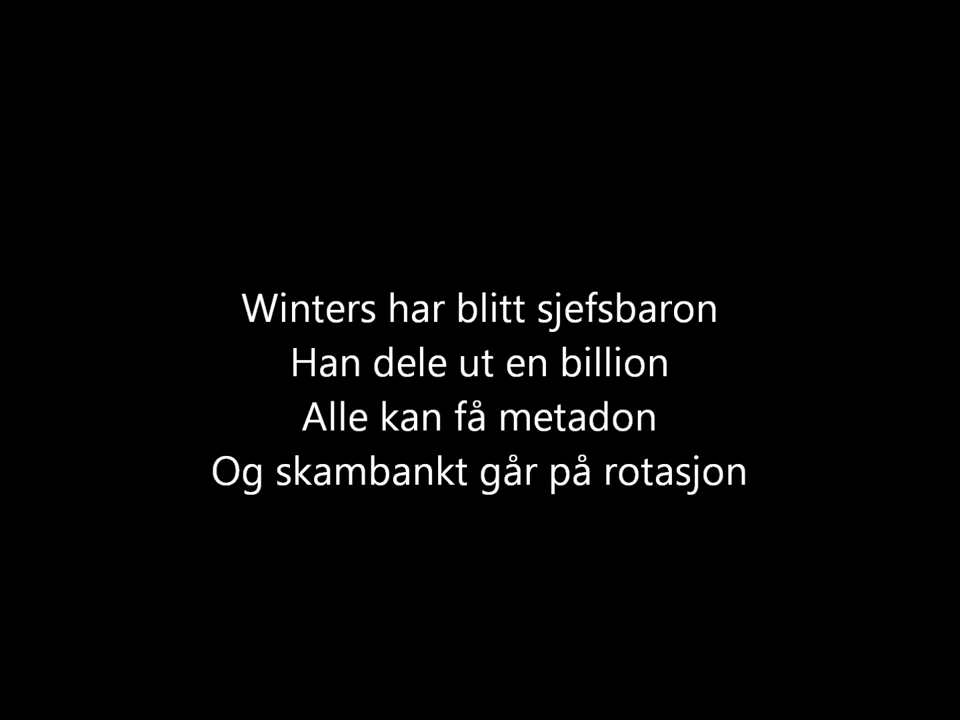 Winters har blitt sjefsbaron
Han dele ut en billion
Alle kan få metadon
Og skambankt går på rotasjon